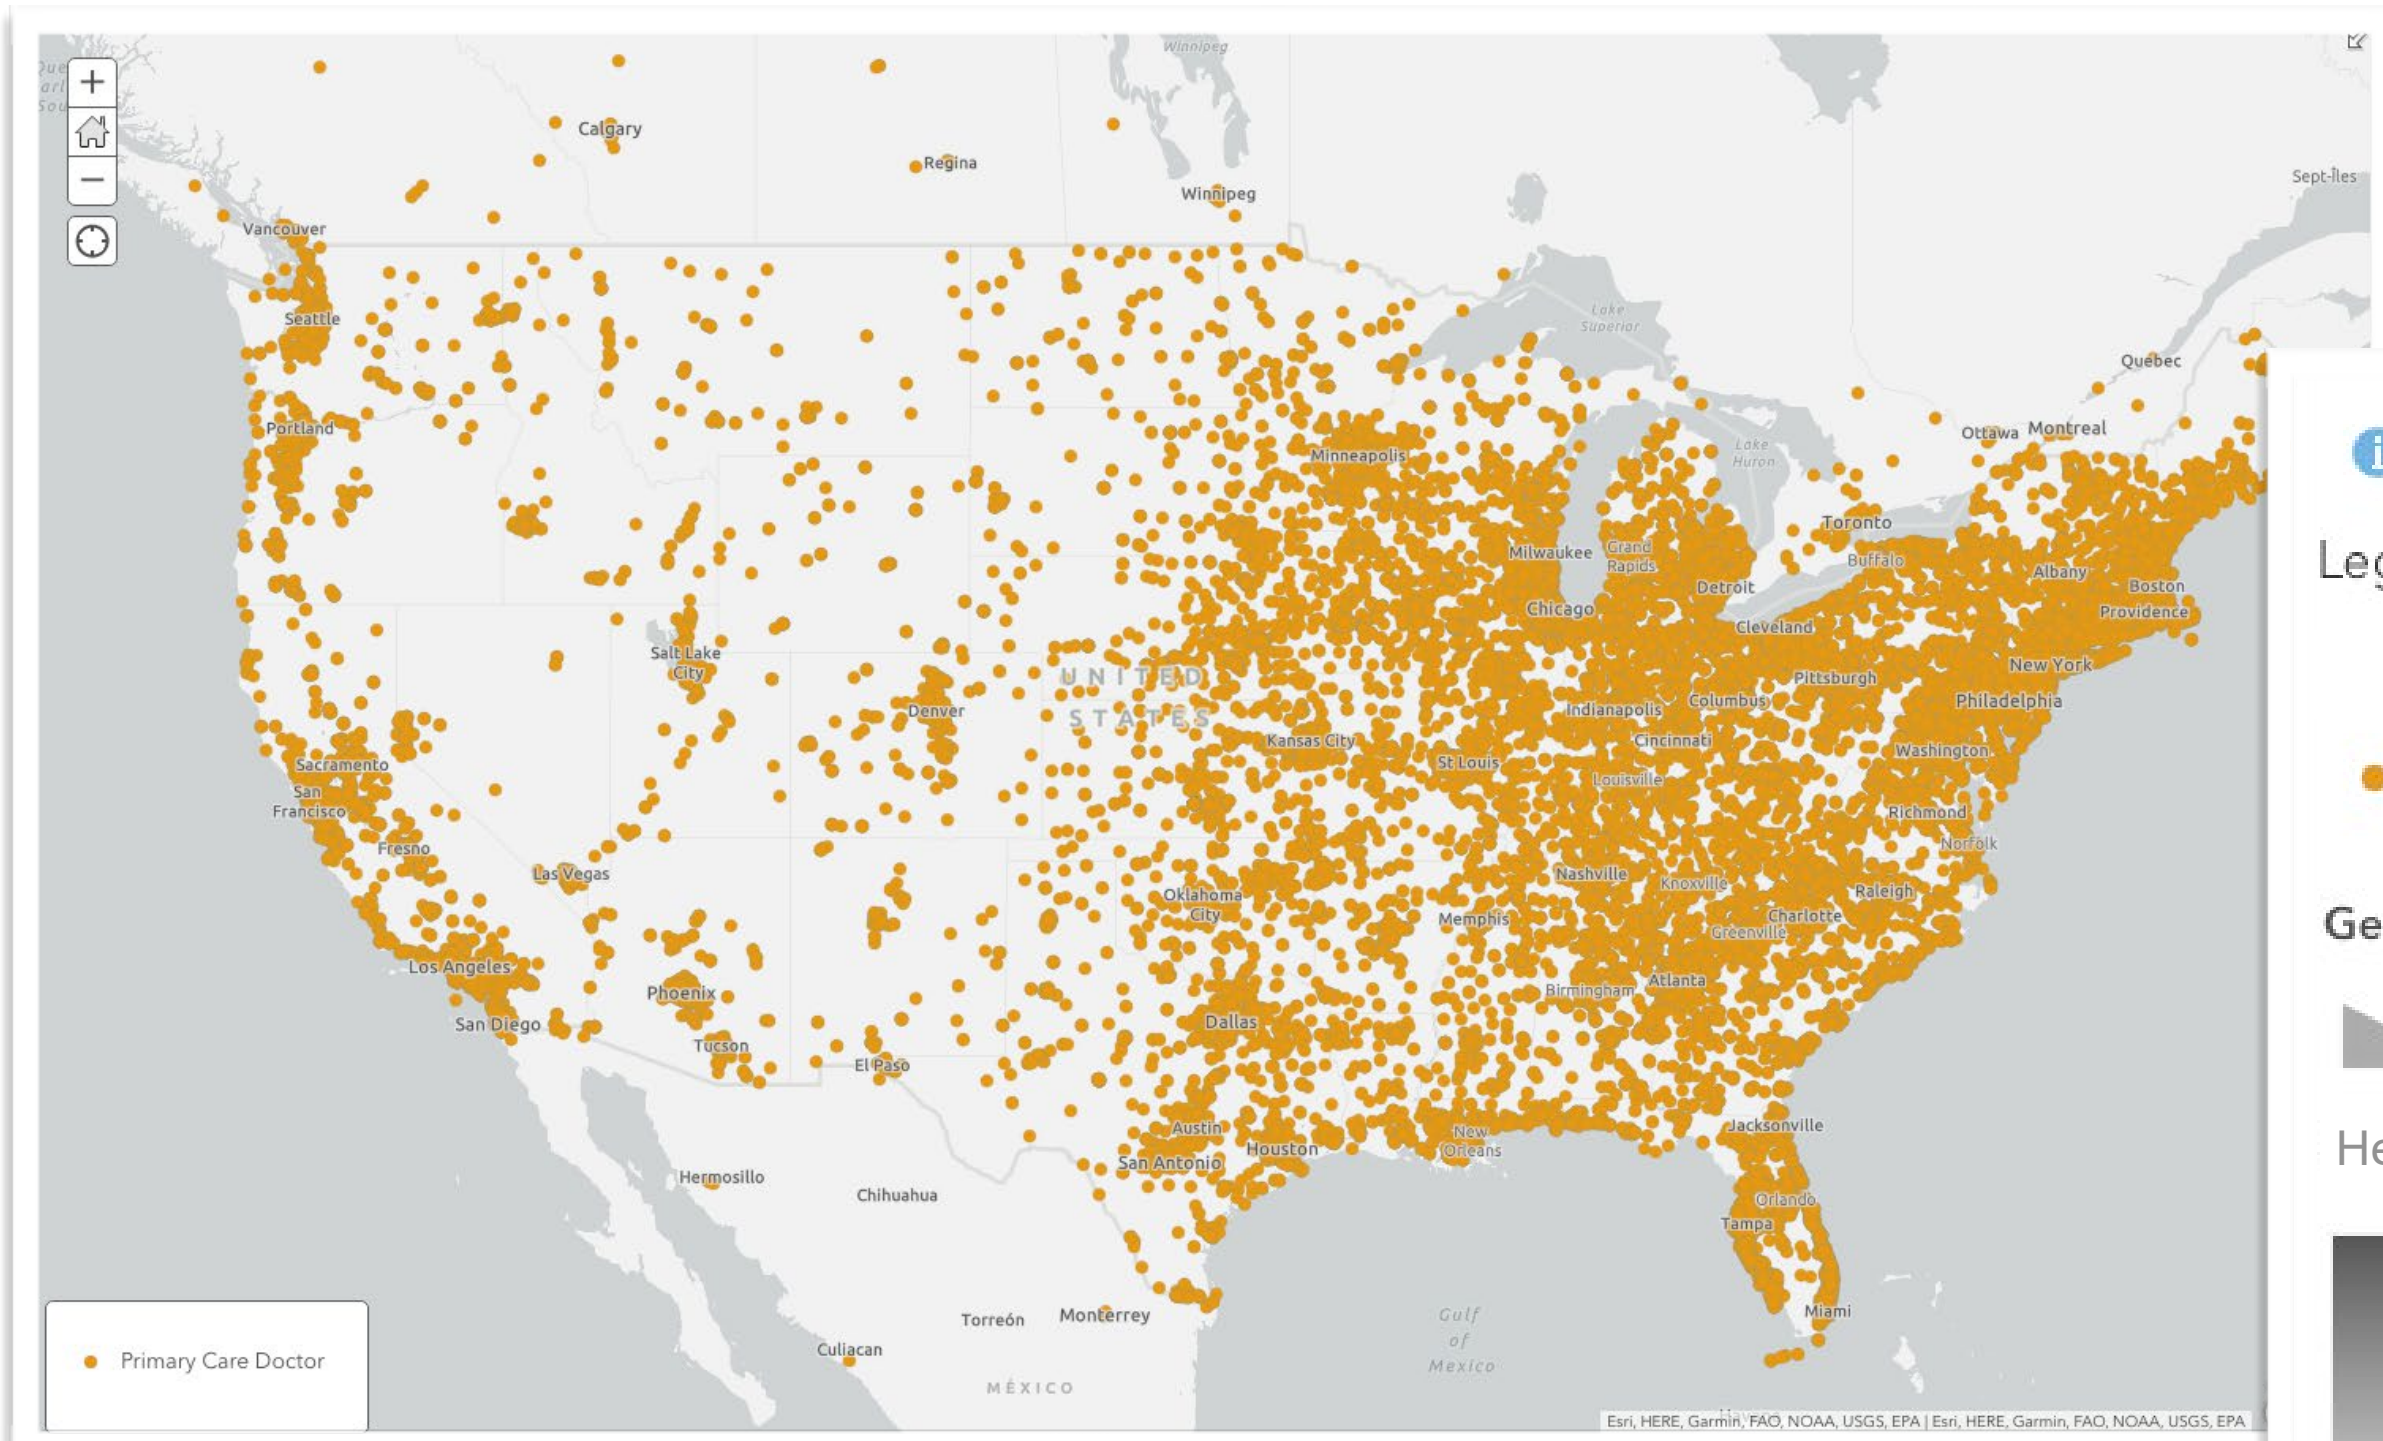 Winnipeg
Calgary
Regina
Winnipeg
Sept-Îles
Vancouver
Seattle
Lake
Superior
Quebec
Portland
Ottawa
Montreal
Minneapolis
Lake
Huron
Toronto
Milwaukee
Grand
Rapids
Buffalo
Albany
Detroit
Boston
Chicago
Providence
Cleveland
Salt Lake
City
UNITED
STATES
New York
Pittsburgh
Denver
Indianapolis
Columbus
Philadelphia
Kansas City
Cincinnati
Washington
Sacramento
St Louis
Louisville
San
Francisco
Richmond
Fresno
Norfolk
Las Vegas
Nashville
Knoxville
Raleigh
Oklahoma
City
Memphis
Charlotte
Greenville
Los Angeles
Phoenix
Birmingham
Atlanta
San Diego
Dallas
Tucson
El Paso
Austin
New
Orleans
Jacksonville
San Antonio
Houston
Hermosillo
Chihuahua
Orlando
Tampa
Torreón
Monterrey
Gulf
of
Mexico
Miami
Culiacan
MÉXICO
Primary Care Doctor
Esri, HERE, Garmin, FAO, NOAA, USGS, EPA | Esri, HERE, Garmin, FAO, NOAA, USGS, EPA
Ge
He